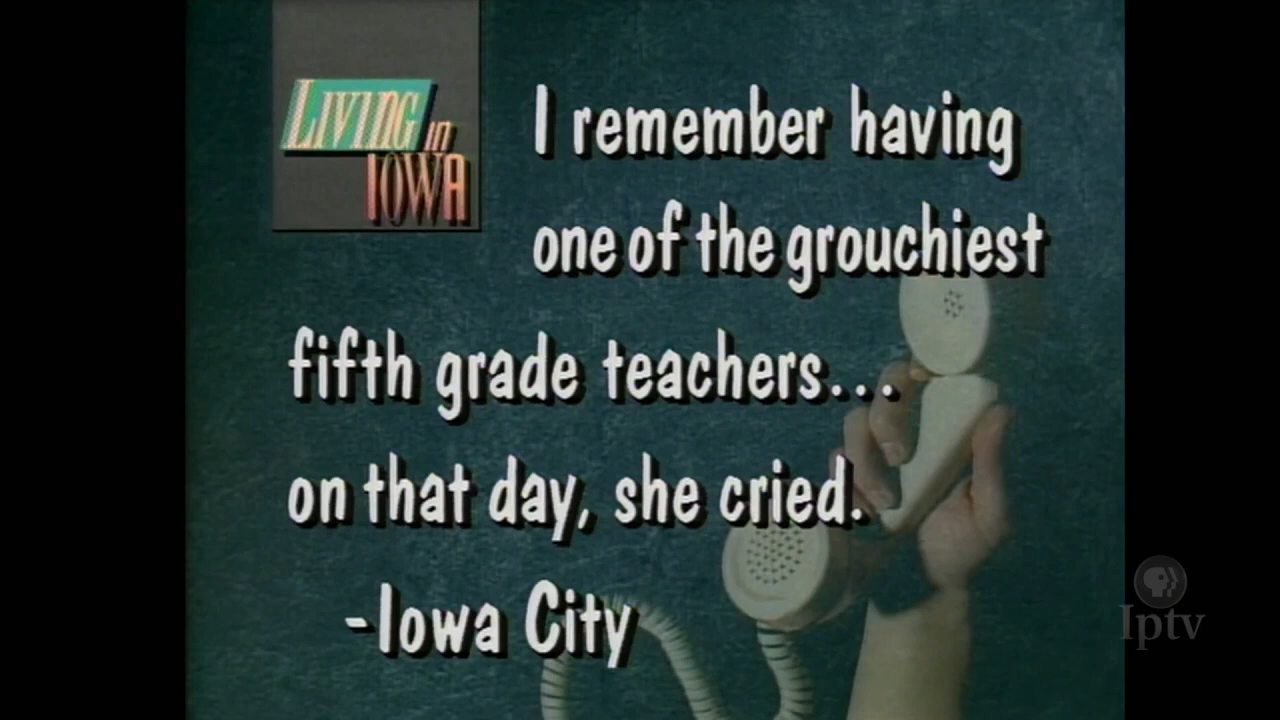 LIVING in
IOWA
I remember having
one of the grouchiest
fifth grade teachers...
on that day, she cried.
-Iowa City
Iptv